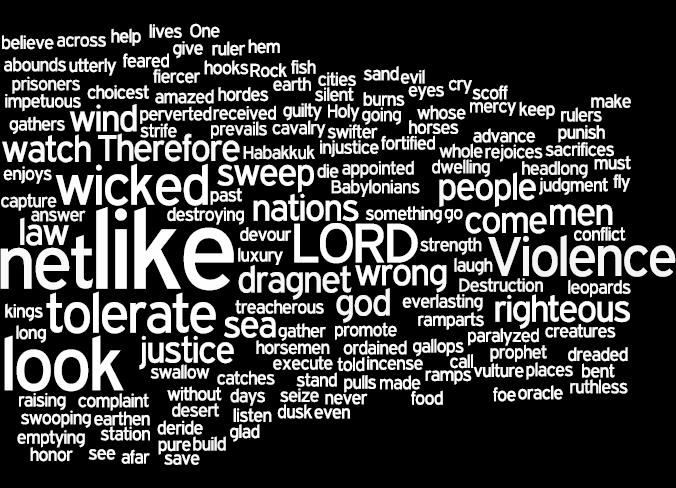 believe across help lives One
give ruler hem
abounds utterly feared
fiercer hooks Rock fish
prisoners choicest earth cities sand evil
impetuous amazed hordes silent burns eyes cry scoff
gathers wind perverted received guilty Holy going whose mercy keep rulers make
strife prevails cavalry swifter horses advance punish
watch Therefore Habakkuk injustice fortified whole rejoices sacrifices
enjoys wicked sweep die appointed dwelling headlong must
capture past Babylonians people judgment fly
answer destroying nations something go come men
law devour LORD strength conflict
net like luxury laugh Violence
dragnet wrong Destruction leopards
kings tolerate treacherous god everlasting righteous
long sea gather promote ramparts paralyzed creatures
look justice horsemen ordained gallops prophet dreaded
swallow execute told incense call vulture places bent
catches stand pulls made ramps ruthless
raising complaint without days seize never food foe oracle
swooping earthen desert listen dusk even
emptying station deride glad
honor see afar pure build
save